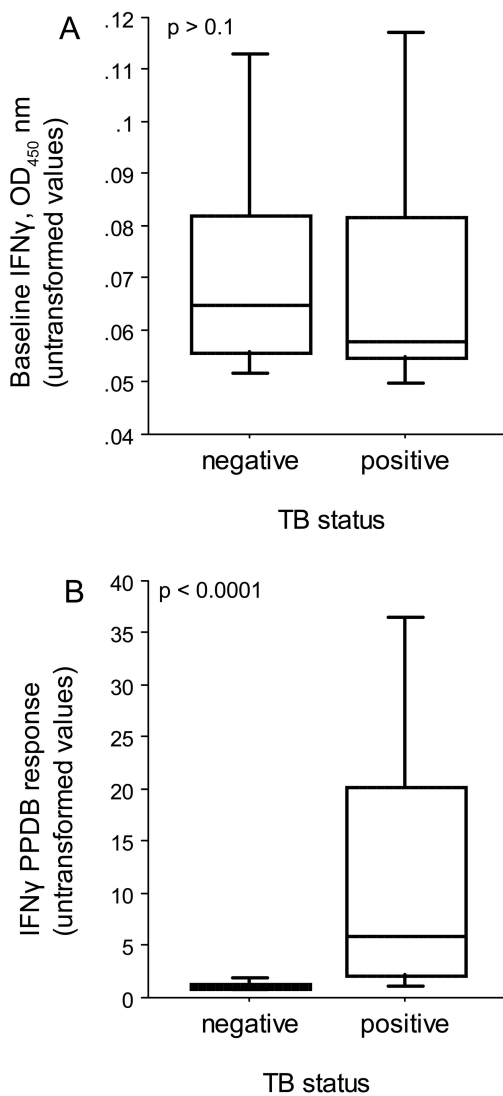 A
p > 0.1
Baseline IFNγ, OD450 nm
(untransformed values)
.12
.11
.1
.09
.08
.07
.06
.05
.04
negative positive
TB status
B
p < 0.0001
IFNγ PPDB response
(untransformed values)
40
35
30
25
20
15
10
5
0
negative positive
TB status